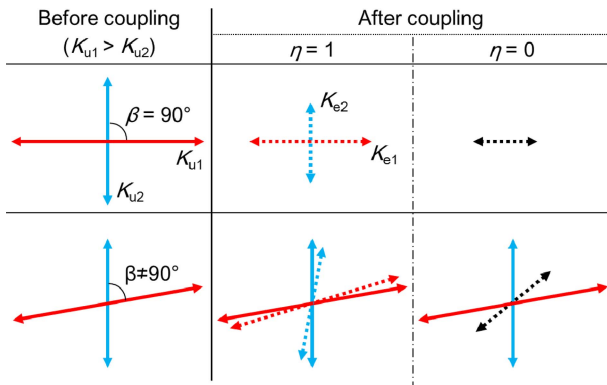 Before coupling
(Ku1 > Ku2)
After coupling
η = 1
η = 0
β = 90°
Ku1
Ku2
Ke2
Ke1
β≠90°